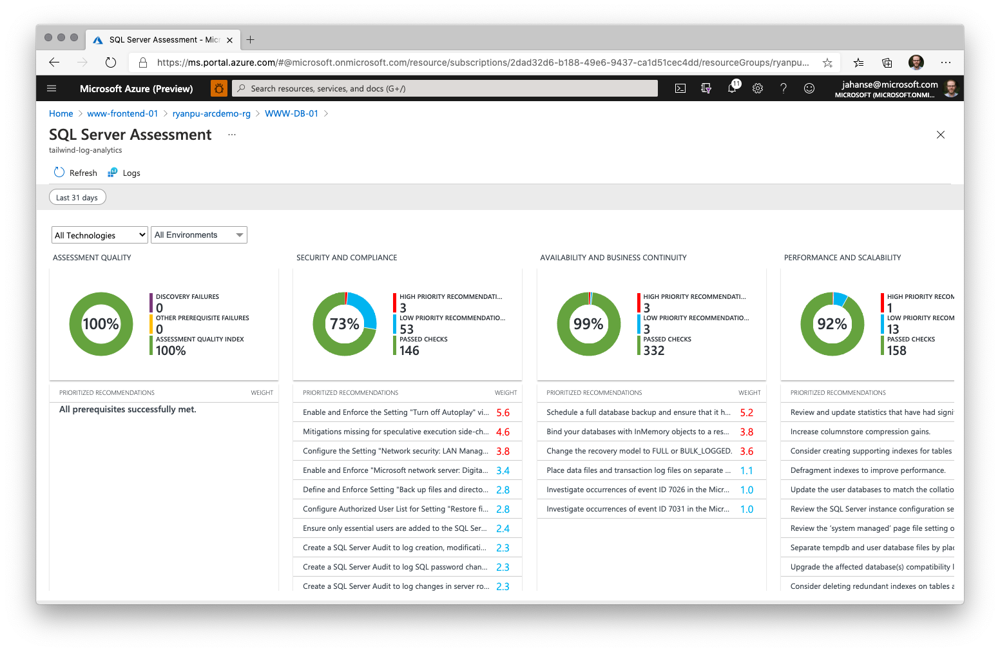 SQL Server Assessment - Micr
https://ms.portal.azure.com/#@microsoft.onmicrosoft.com/resource/subscriptions/2dad32d6-b188-49e6-9437-ca1d51cec4dd/resourceGroups/ryanpu...
Microsoft Azure (Preview)
Search resources, services, and docs (G+/)
11
jahanse@microsoft.com
MICROSOFT (MICROSOFT.ONMI...
Home > www-frontend-01 > ryanpu-arcdemo-rg > WWW-DB-01 >
SQL Server Assessment ...
tailwind-log-analytics
Refresh Logs
Last 31 days
All Technologies All Environments
ASSESSMENT QUALITY
100%
DISCOVERY FAILURES
0
OTHER PREREQUISITE FAILURES
0
ASSESSMENT QUALITY INDEX
100%
PRIORITIZED RECOMMENDATIONS WEIGHT
All prerequisites successfully met.
SECURITY AND COMPLIANCE
73%
HIGH PRIORITY RECOMMENDATI...
3
LOW PRIORITY RECOMMENDATIO...
53
PASSED CHECKS
146
PRIORITIZED RECOMMENDATIONS WEIGHT
Enable and Enforce the Setting "Turn off Autoplay" vi... 5.6
Mitigations missing for speculative execution side-ch... 4.6
Configure the Setting "Network security: LAN Manag... 3.8
Enable and Enforce "Microsoft network server: Digita... 3.4
Define and Enforce Setting "Back up files and directo... 2.8
Configure Authorized User List for Setting "Restore fi... 2.8
Ensure only essential users are added to the SQL Ser... 2.4
Create a SQL Server Audit to log creation, modificati... 2.3
Create a SQL Server Audit to log SQL password chan... 2.3
Create a SQL Server Audit to log changes in server ro... 2.3
AVAILABILITY AND BUSINESS CONTINUITY
99%
HIGH PRIORITY RECOMMENDATI...
3
LOW PRIORITY RECOMMENDATIO...
3
PASSED CHECKS
332
PRIORITIZED RECOMMENDATIONS WEIGHT
Schedule a full database backup and ensure that it h... 5.2
Bind your databases with InMemory objects to a res... 3.8
Change the recovery model to FULL or BULK_LOGGED. 3.6
Place data files and transaction log files on separate ... 1.1
Investigate occurrences of event ID 7026 in the Micr... 1.0
Investigate occurrences of event ID 7031 in the Micr... 1.0
PERFORMANCE AND SCALABILITY
92%
HIGH PRIORITY RECOM
1
LOW PRIORITY RECOM
13
PASSED CHECKS
158
PRIORITIZED RECOMMENDATIONS
Review and update statistics that have had signi
Increase columnstore compression gains.
Consider creating supporting indexes for tables
Defragment indexes to improve performance.
Update the user databases to match the collatio
Review the SQL Server instance configuration se
Review the 'system managed' page file setting o
Separate tempdb and user database files by plac
Upgrade the affected database(s) compatibility l
Consider deleting redundant indexes on tables a